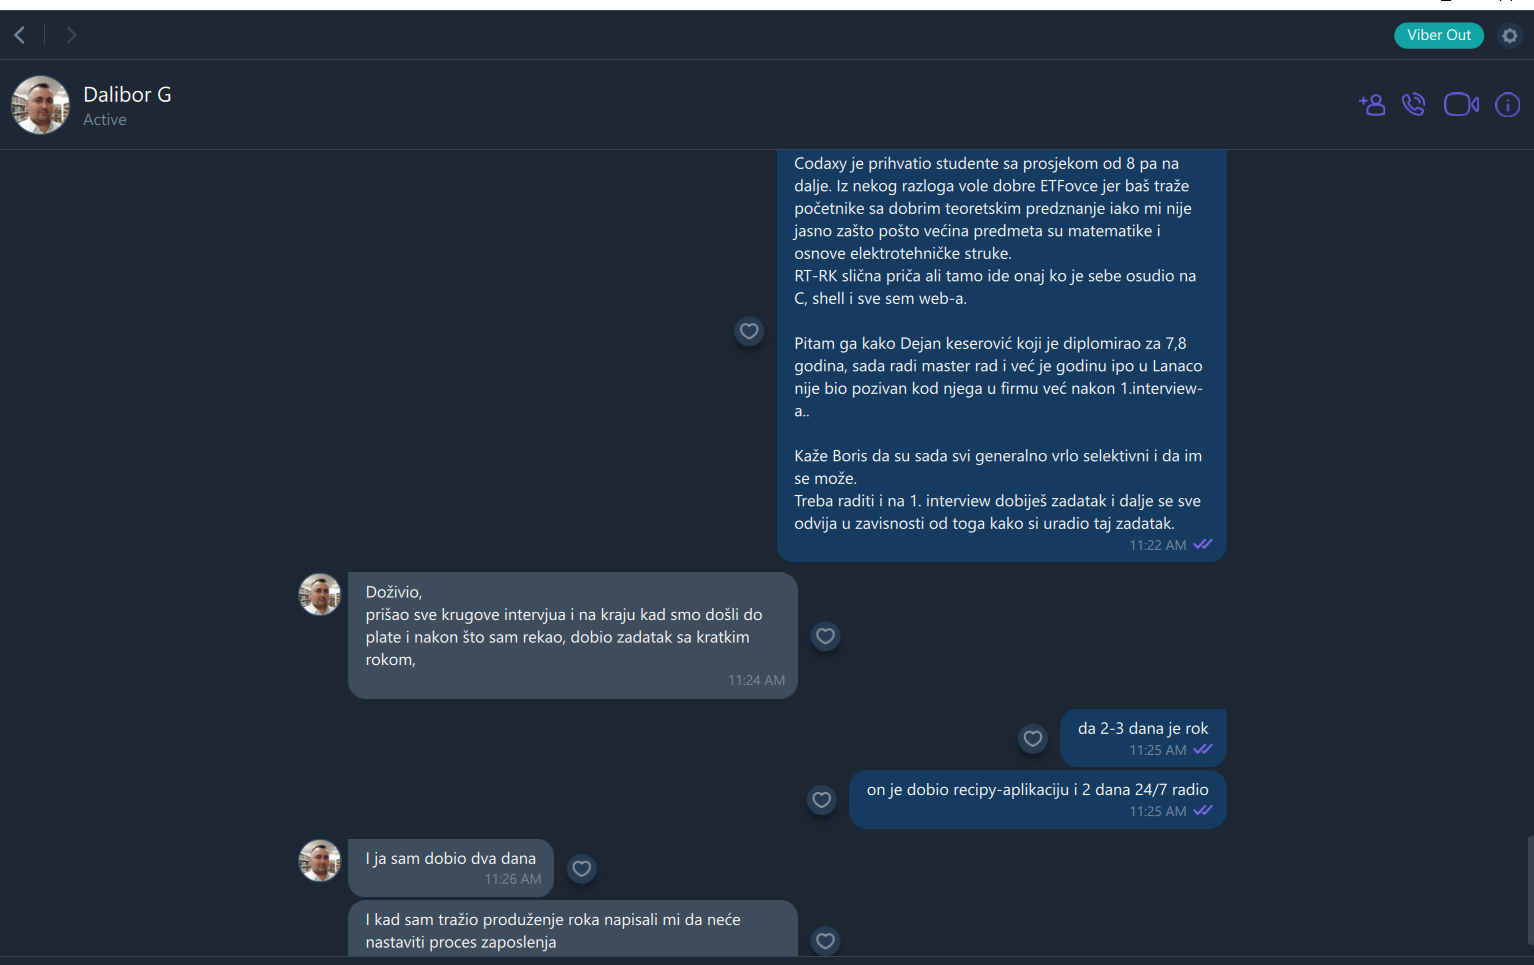 Viber Out
Dalibor G
Active
Codaxy je prihvatio studente sa prosjekom od 8 pa na
dalje. Iz nekog razloga vole dobre ETFovce jer baš traže
početnike sa dobrim teoretskim predznanje iako mi nije
jasno zašto pošto većina predmeta su matematike i
osnove elektrotehničke struke.
RT-RK slična priča ali tamo ide onaj ko je sebe osudio na
C, shell i sve sem web-a.
Pitam ga kako Dejan keserović koji je diplomirao za 7,8
godina, sada radi master rad i već je godinu ipo u Lanaco
nije bio pozivan kod njega u firmu već nakon 1.interview-
a..
Kaže Boris da su sada svi generalno vrlo selektivni i da im
se može.
Treba raditi i na 1. interview dobiješ zadatak i dalje se sve
odvija u zavisnosti od toga kako si uradio taj zadatak.
11:22 AM
Doživio,
prišao sve krugove intervjua i na kraju kad smo došli do
plate i nakon što sam rekao, dobio zadatak sa kratkim
rokom,
11:24 AM
da 2-3 dana je rok
11:25 AM
on je dobio recipy-aplikaciju i 2 dana 24/7 radio
11:25 AM
I ja sam dobio dva dana
11:26 AM
I kad sam tražio produženje roka napisali mi da neće
nastaviti proces zaposlenja